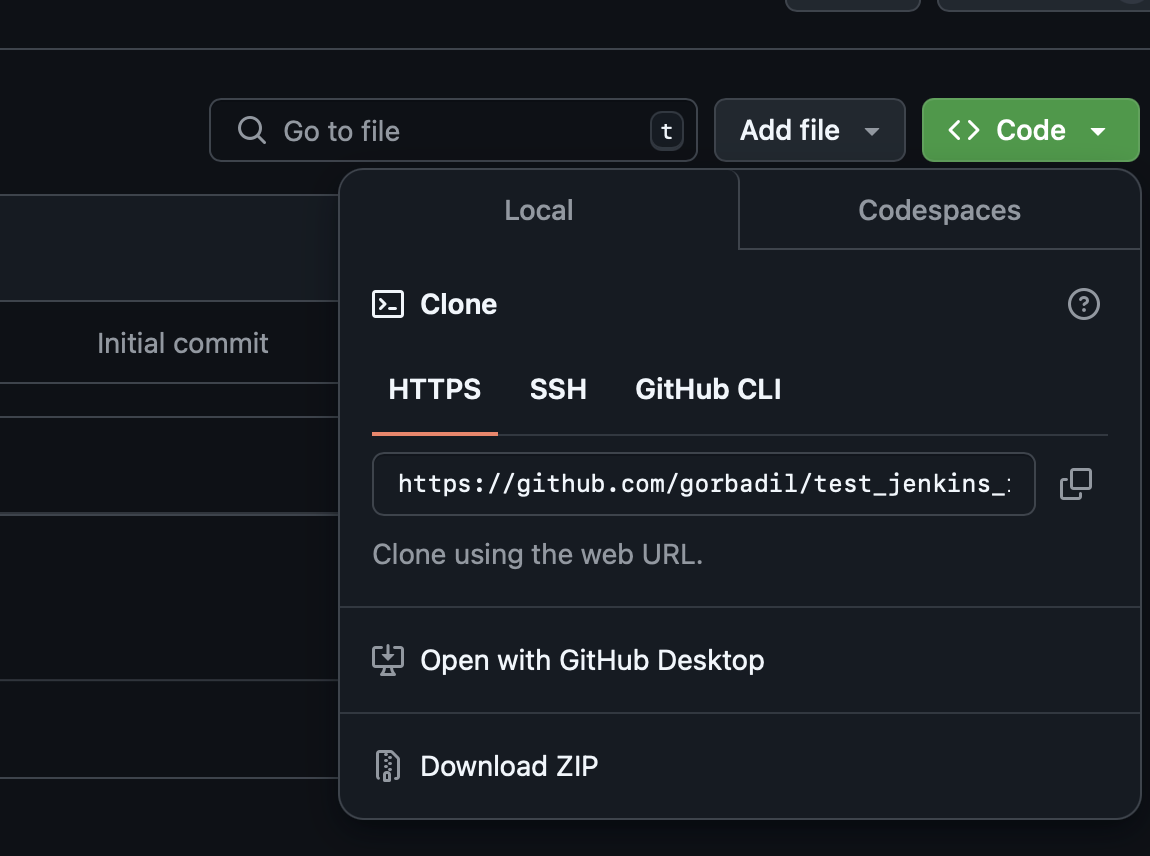 Go to file
t
Add file
Code
Local
Codespaces
Initial commit
Clone
HTTPS
SSH
GitHub CLI
https://github.com/gorbadil/test_jenkins_
Clone using the web URL.
Open with GitHub Desktop
Download ZIP